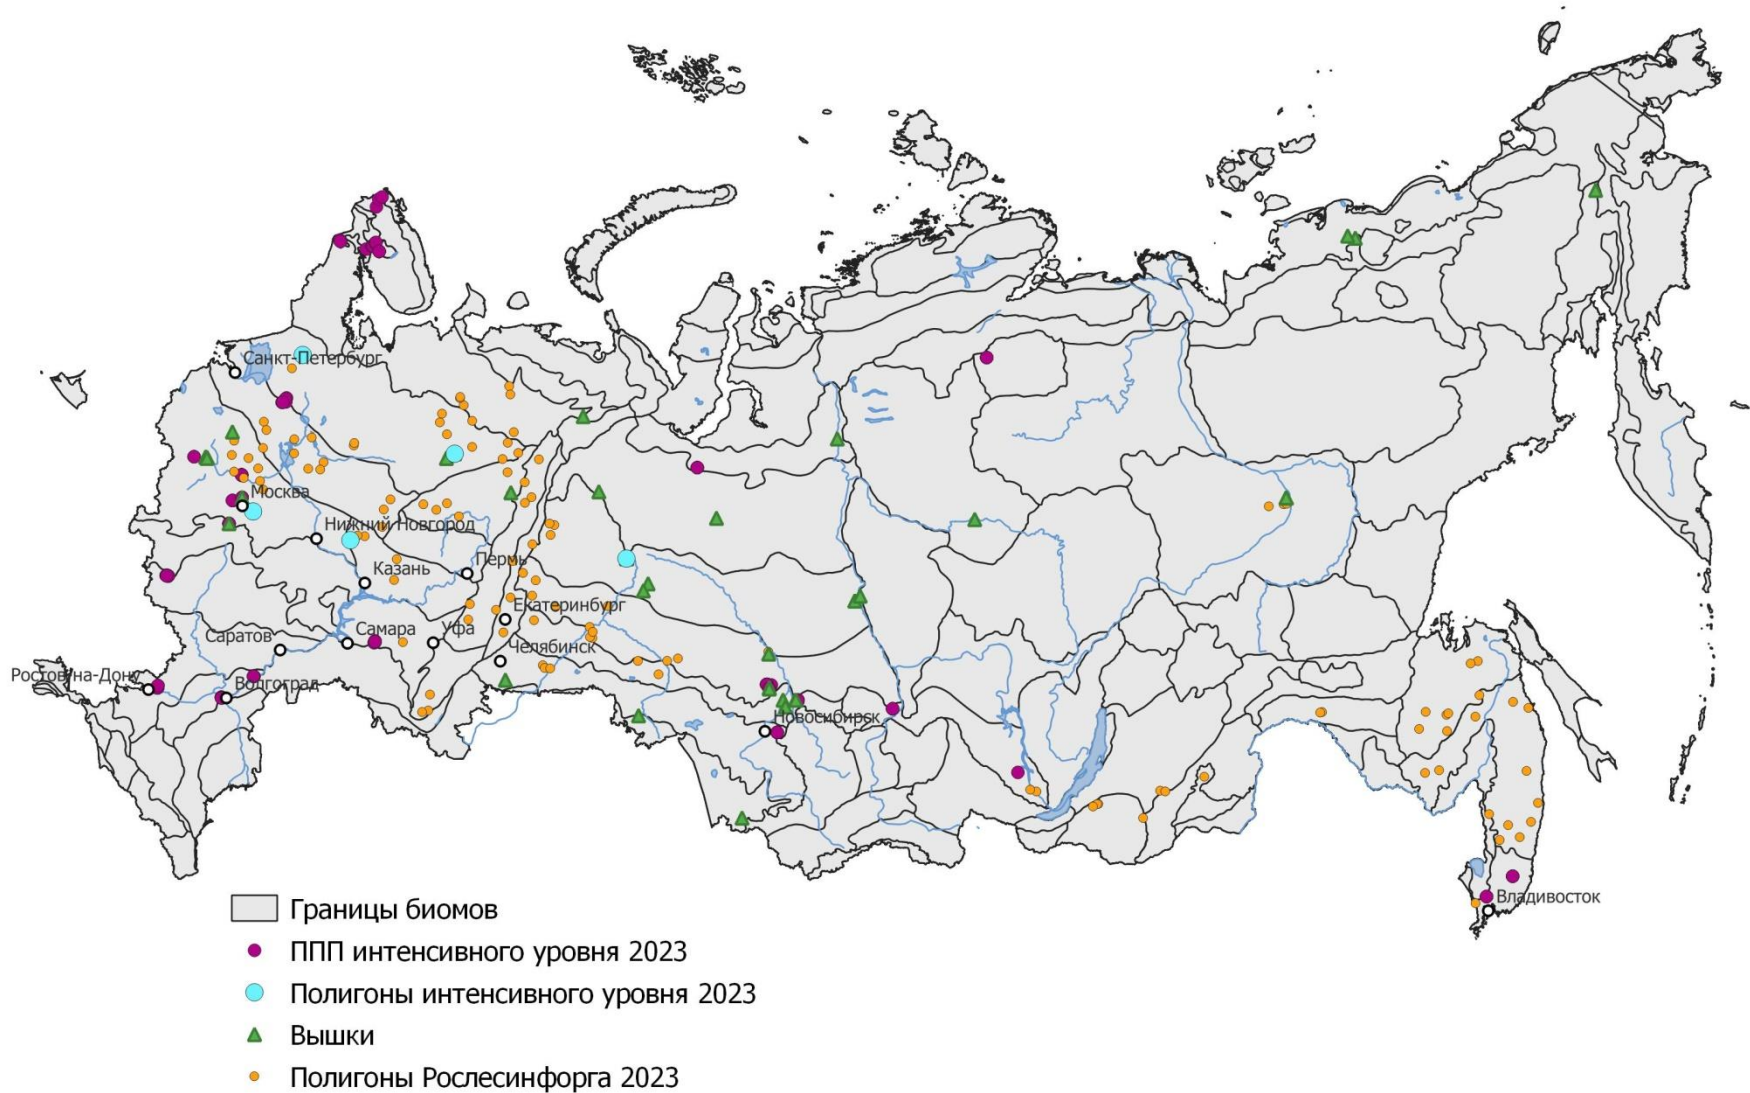 Санкт-Петербург
Москва
Нижний Новгород
Казань
Пермь
Екатеринбург
Самара
Уфа
Саратов
Челябинск
Ростов-на-Дону
Волгоград
Новосибирск
Владивосток
Границы биомов
ППП интенсивного уровня 2023
Полигоны интенсивного уровня 2023
Вышки
Полигоны Рослесинфорга 2023